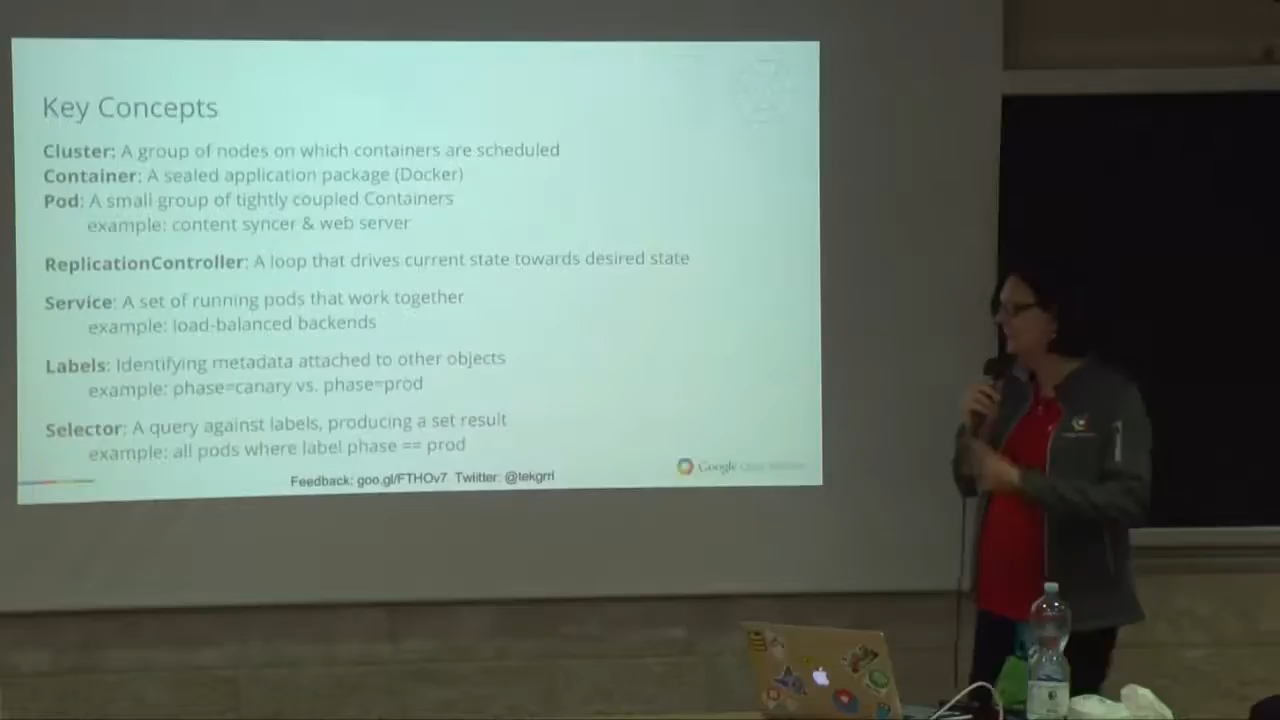 Key Concepts
Cluster: A group of nodes on which containers are scheduled
Container: A sealed application package (Docker)
Pod: A small group of tightly coupled Containers
example: content syncer & web server
ReplicationController: A loop that drives current state towards desired state
Service: A set of running pods that work together
example: load-balanced backends
Labels: Identifying metadata attached to other objects
example: phase=canary vs. phase=prod
Selector: A query against labels, producing a set result
example: all pods where label phase == prod
Google Cloud Platform
Feedback: goo.gl/FTHOv7 Twiitter: @tekgrrl